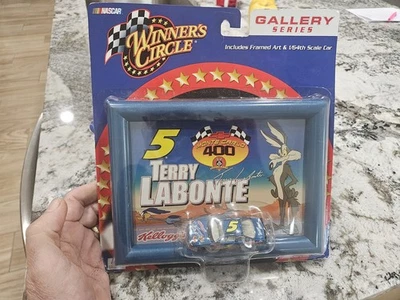 NASCAR
WINNER'S
CIRCLE
GALLERY
SERIES
Includes Framed Art & 1/64th Scale Car
5
400
TERRY
LABONTE
Kellogg's
5